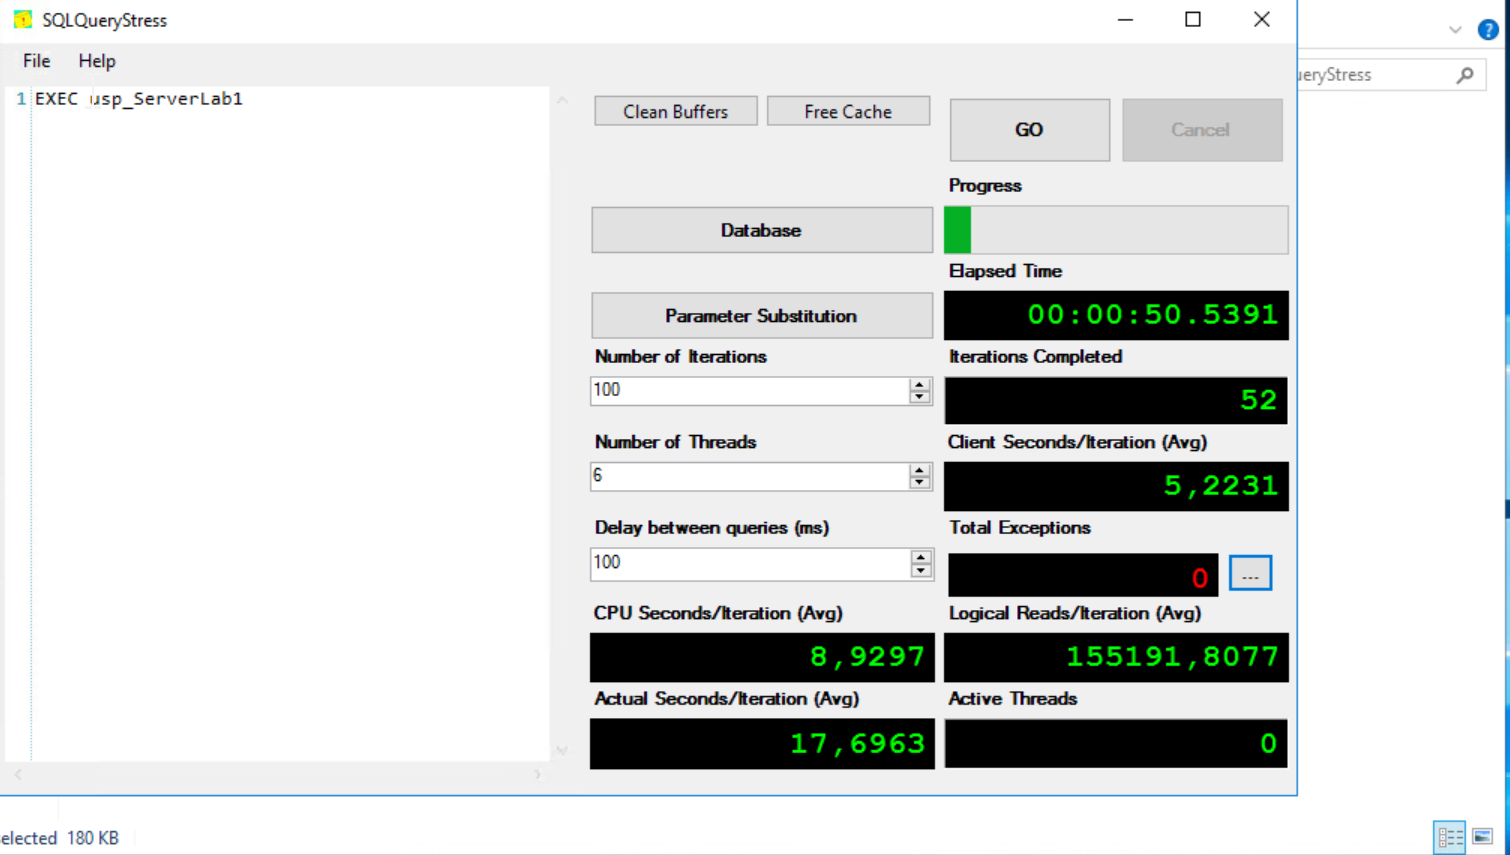 SQLQueryStress
File Help
ueryStress
1 EXEC usp_ServerLab1
Clean Buffers Free Cache
GO Cancel
Progress
Database
Elapsed Time
00:00:50.5391
Parameter Substitution
Number of Iterations
100
Iterations Completed
52
Number of Threads
6
Client Seconds/Iteration (Avg)
5,2231
Delay between queries (ms)
100
Total Exceptions
0 ...
CPU Seconds/Iteration (Avg)
8,9297
Logical Reads/Iteration (Avg)
155191,8077
Actual Seconds/Iteration (Avg)
17,6963
Active Threads
0
elected 180 KB